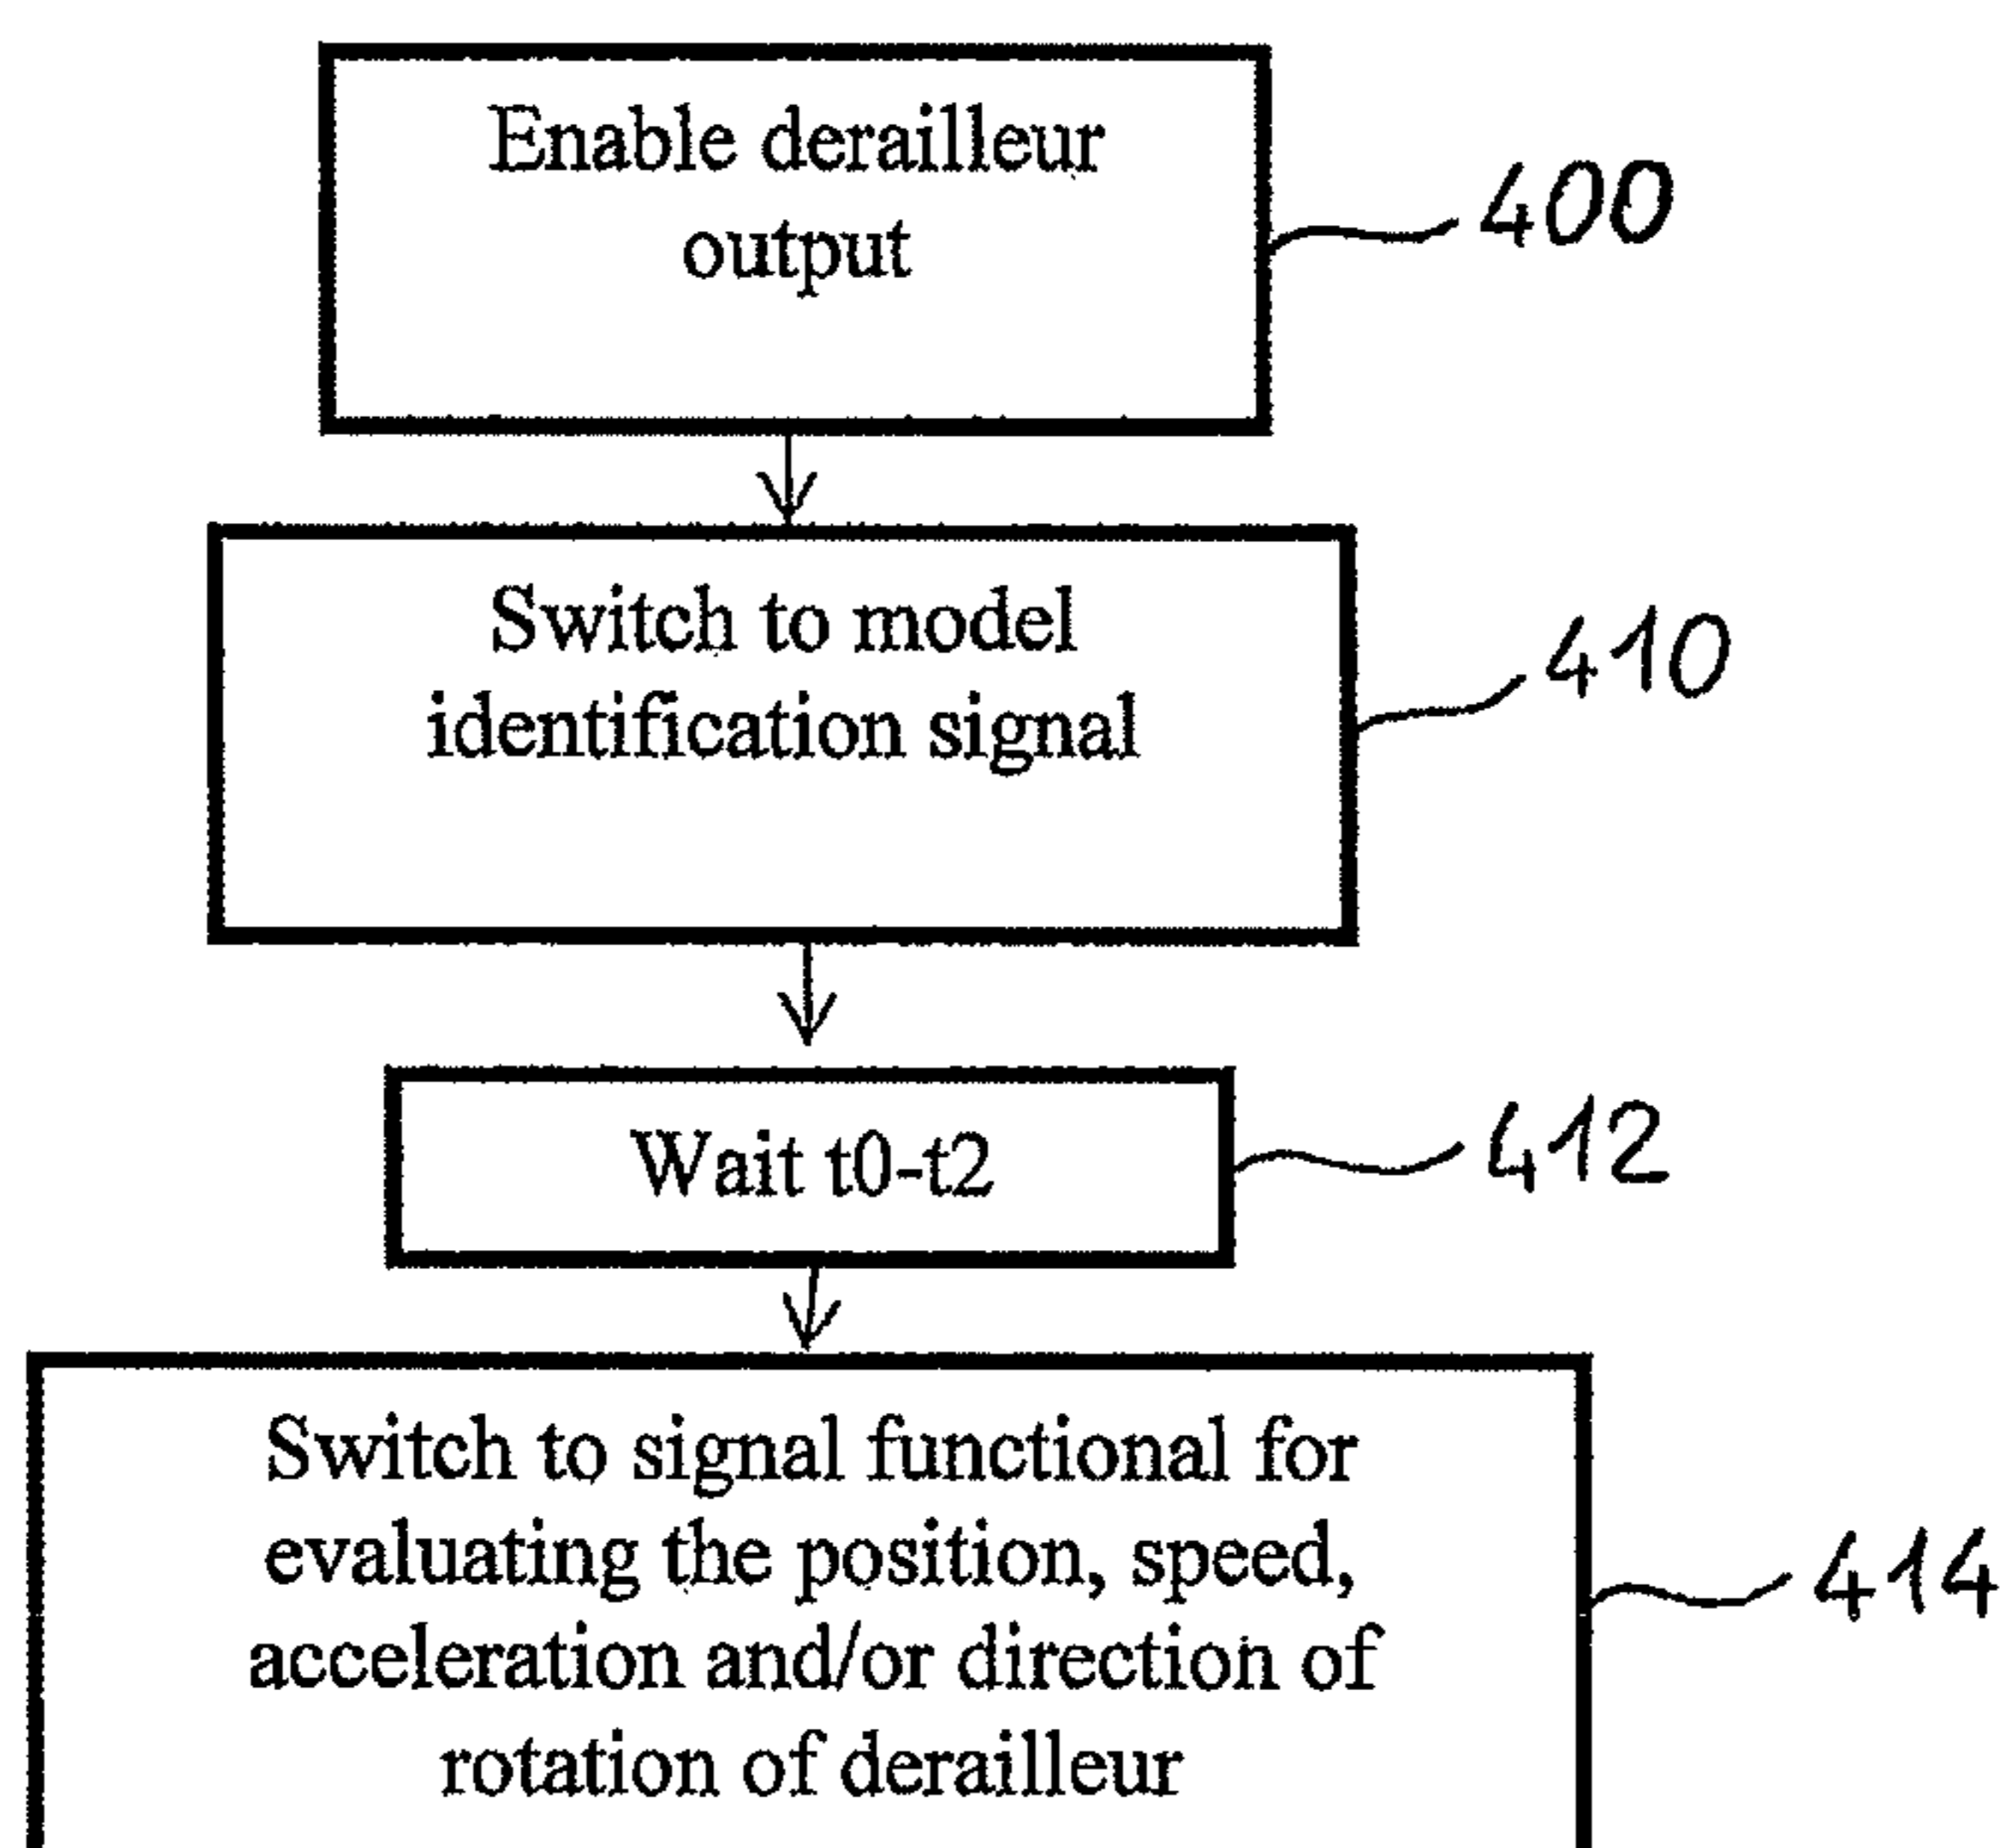 Enable derailleur
output
400
Switch to model
identification signal
410
Wait t0-t2
412
Switch to signal functional for
evaluating the position, speed,
acceleration and/or direction of
rotation of derailleur
414